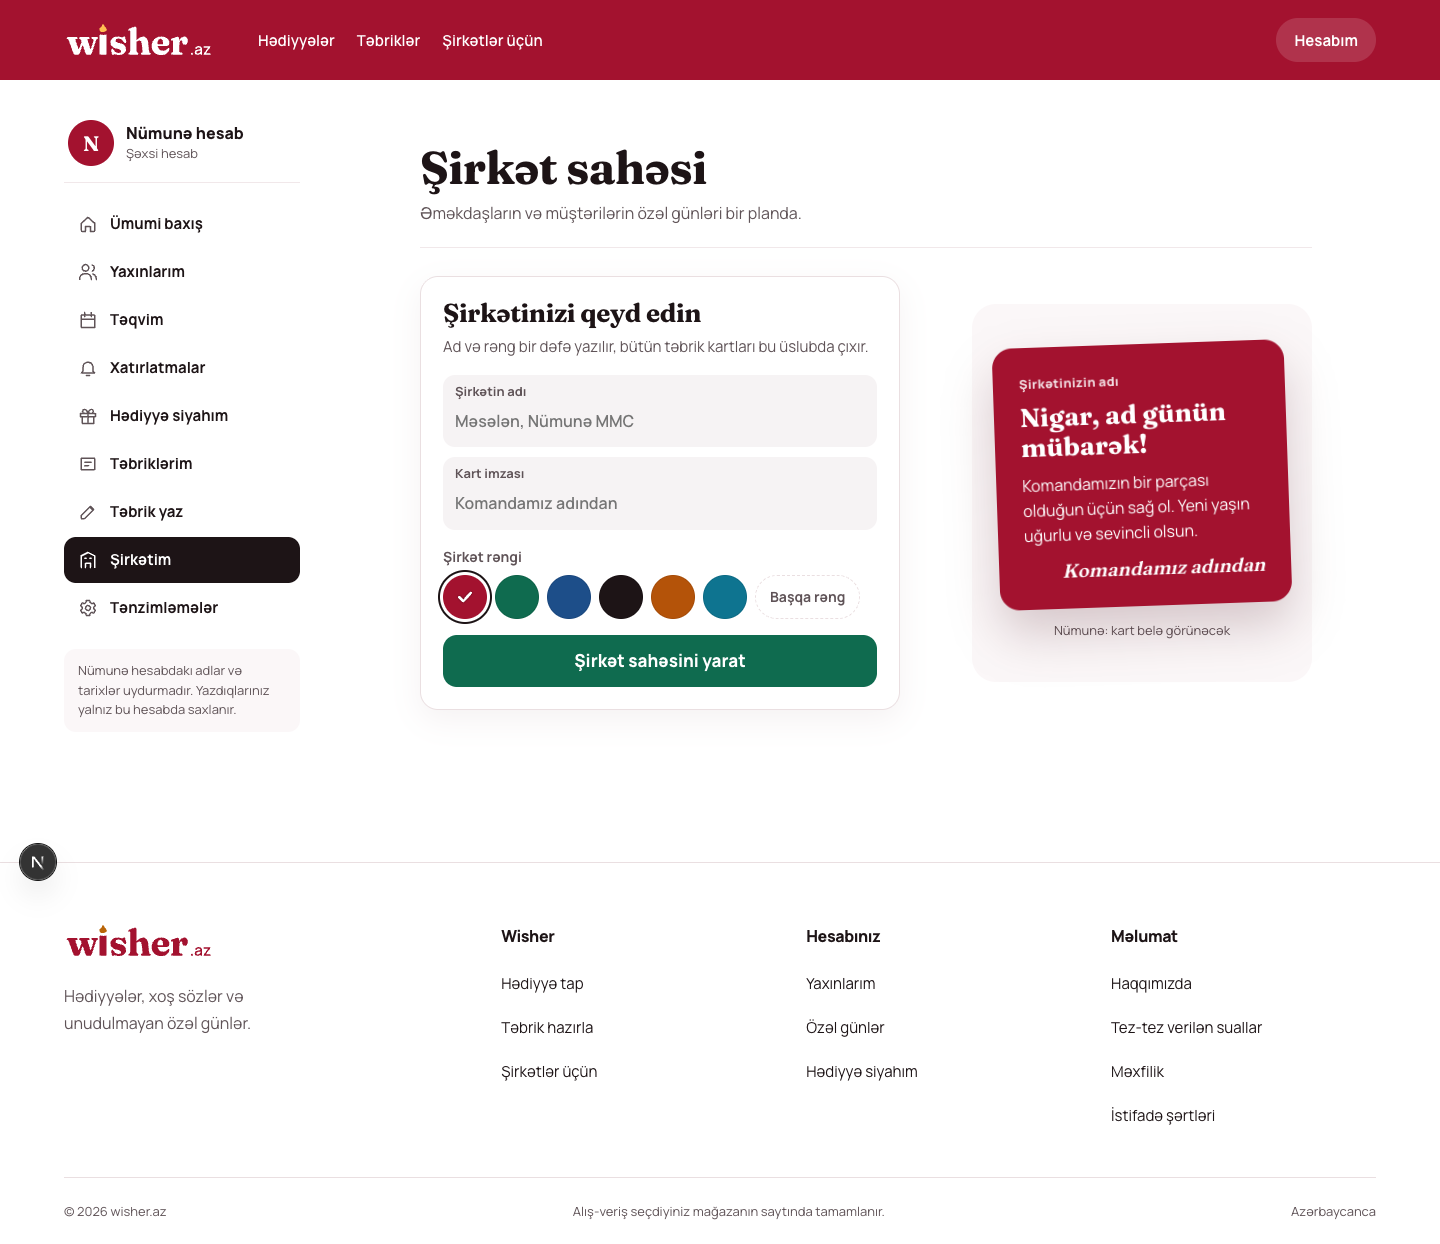 wisher.az
Hədiyyələr
Təbriklər
Şirkətlər üçün
Hesabım
N
Nümunə hesab
Şəxsi hesab
Ümumi baxış
Yaxınlarım
Təqvim
Xatırlatmalar
Hədiyyə siyahım
Təbriklərim
Təbrik yaz
Şirkətim
Tənzimləmələr
Nümunə hesabdakı adlar və
tarixlər uydurmadır. Yazdıqlarınız
yalnız bu hesabda saxlanır.
Şirkət sahəsi
Əməkdaşların və müştərilərin özəl günləri bir planda.
Şirkətinizi qeyd edin
Ad və rəng bir dəfə yazılır, bütün təbrik kartları bu üslubda çıxır.
Şirkətin adı
Məsələn, Nümunə MMC
Kart imzası
Komandamız adından
Şirkət rəngi
Başqa rəng
Şirkət sahəsini yarat
Şirkətinizin adı
Nigar, ad günün
mübarək!
Komandamızın bir parçası
olduğun üçün sağ ol. Yeni yaşın
uğurlu və sevincli olsun.
Komandamız adından
Nümunə: kart belə görünəcək
N
wisher.az
Hədiyyələr, xoş sözlər və
unudulmayan özəl günlər.
Wisher
Hədiyyə tap
Təbrik hazırla
Şirkətlər üçün
Hesabınız
Yaxınlarım
Özəl günlər
Hədiyyə siyahım
Məlumat
Haqqımızda
Tez-tez verilən suallar
Məxfilik
İstifadə şərtləri
© 2026 wisher.az
Alış-veriş seçdiyiniz mağazanın saytında tamamlanır.
Azərbaycanca